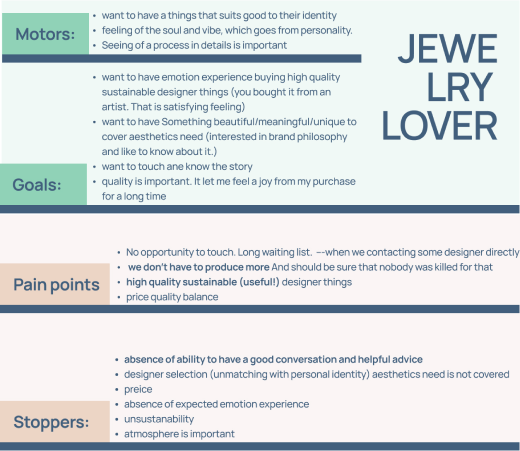 Motors:
• want to have a things that suits good to their identity
• feeling of the soul and vibe, which goes from personality.
• Seeing of a process in details is important
JEWE
LRY
LOVER
Goals:
• want to have emotion experience buying high quality
sustainable designer things (you bought it from an
artist. That is satisfying feeling)
• want to have Something beautiful/meaningful/unique to
cover aesthetics need (interested in brand philosophy
and like to know about it.)
• want to touch ane know the story
• quality is important. It let me feel a joy from my purchase
for a long time
Pain points
• No opportunity to touch. Long waiting list. —-when we contacting some designer directly
• we don't have to produce more And should be sure that nobody was killed for that
• high quality sustainable (useful!) designer things
• price quality balance
Stoppers:
• absence of ability to have a good conversation and helpful advice
• designer selection (unmatching with personal identity) aesthetics need is not covered
• preice
• absence of expected emotion experience
• unsustanability
• atmosphere is important